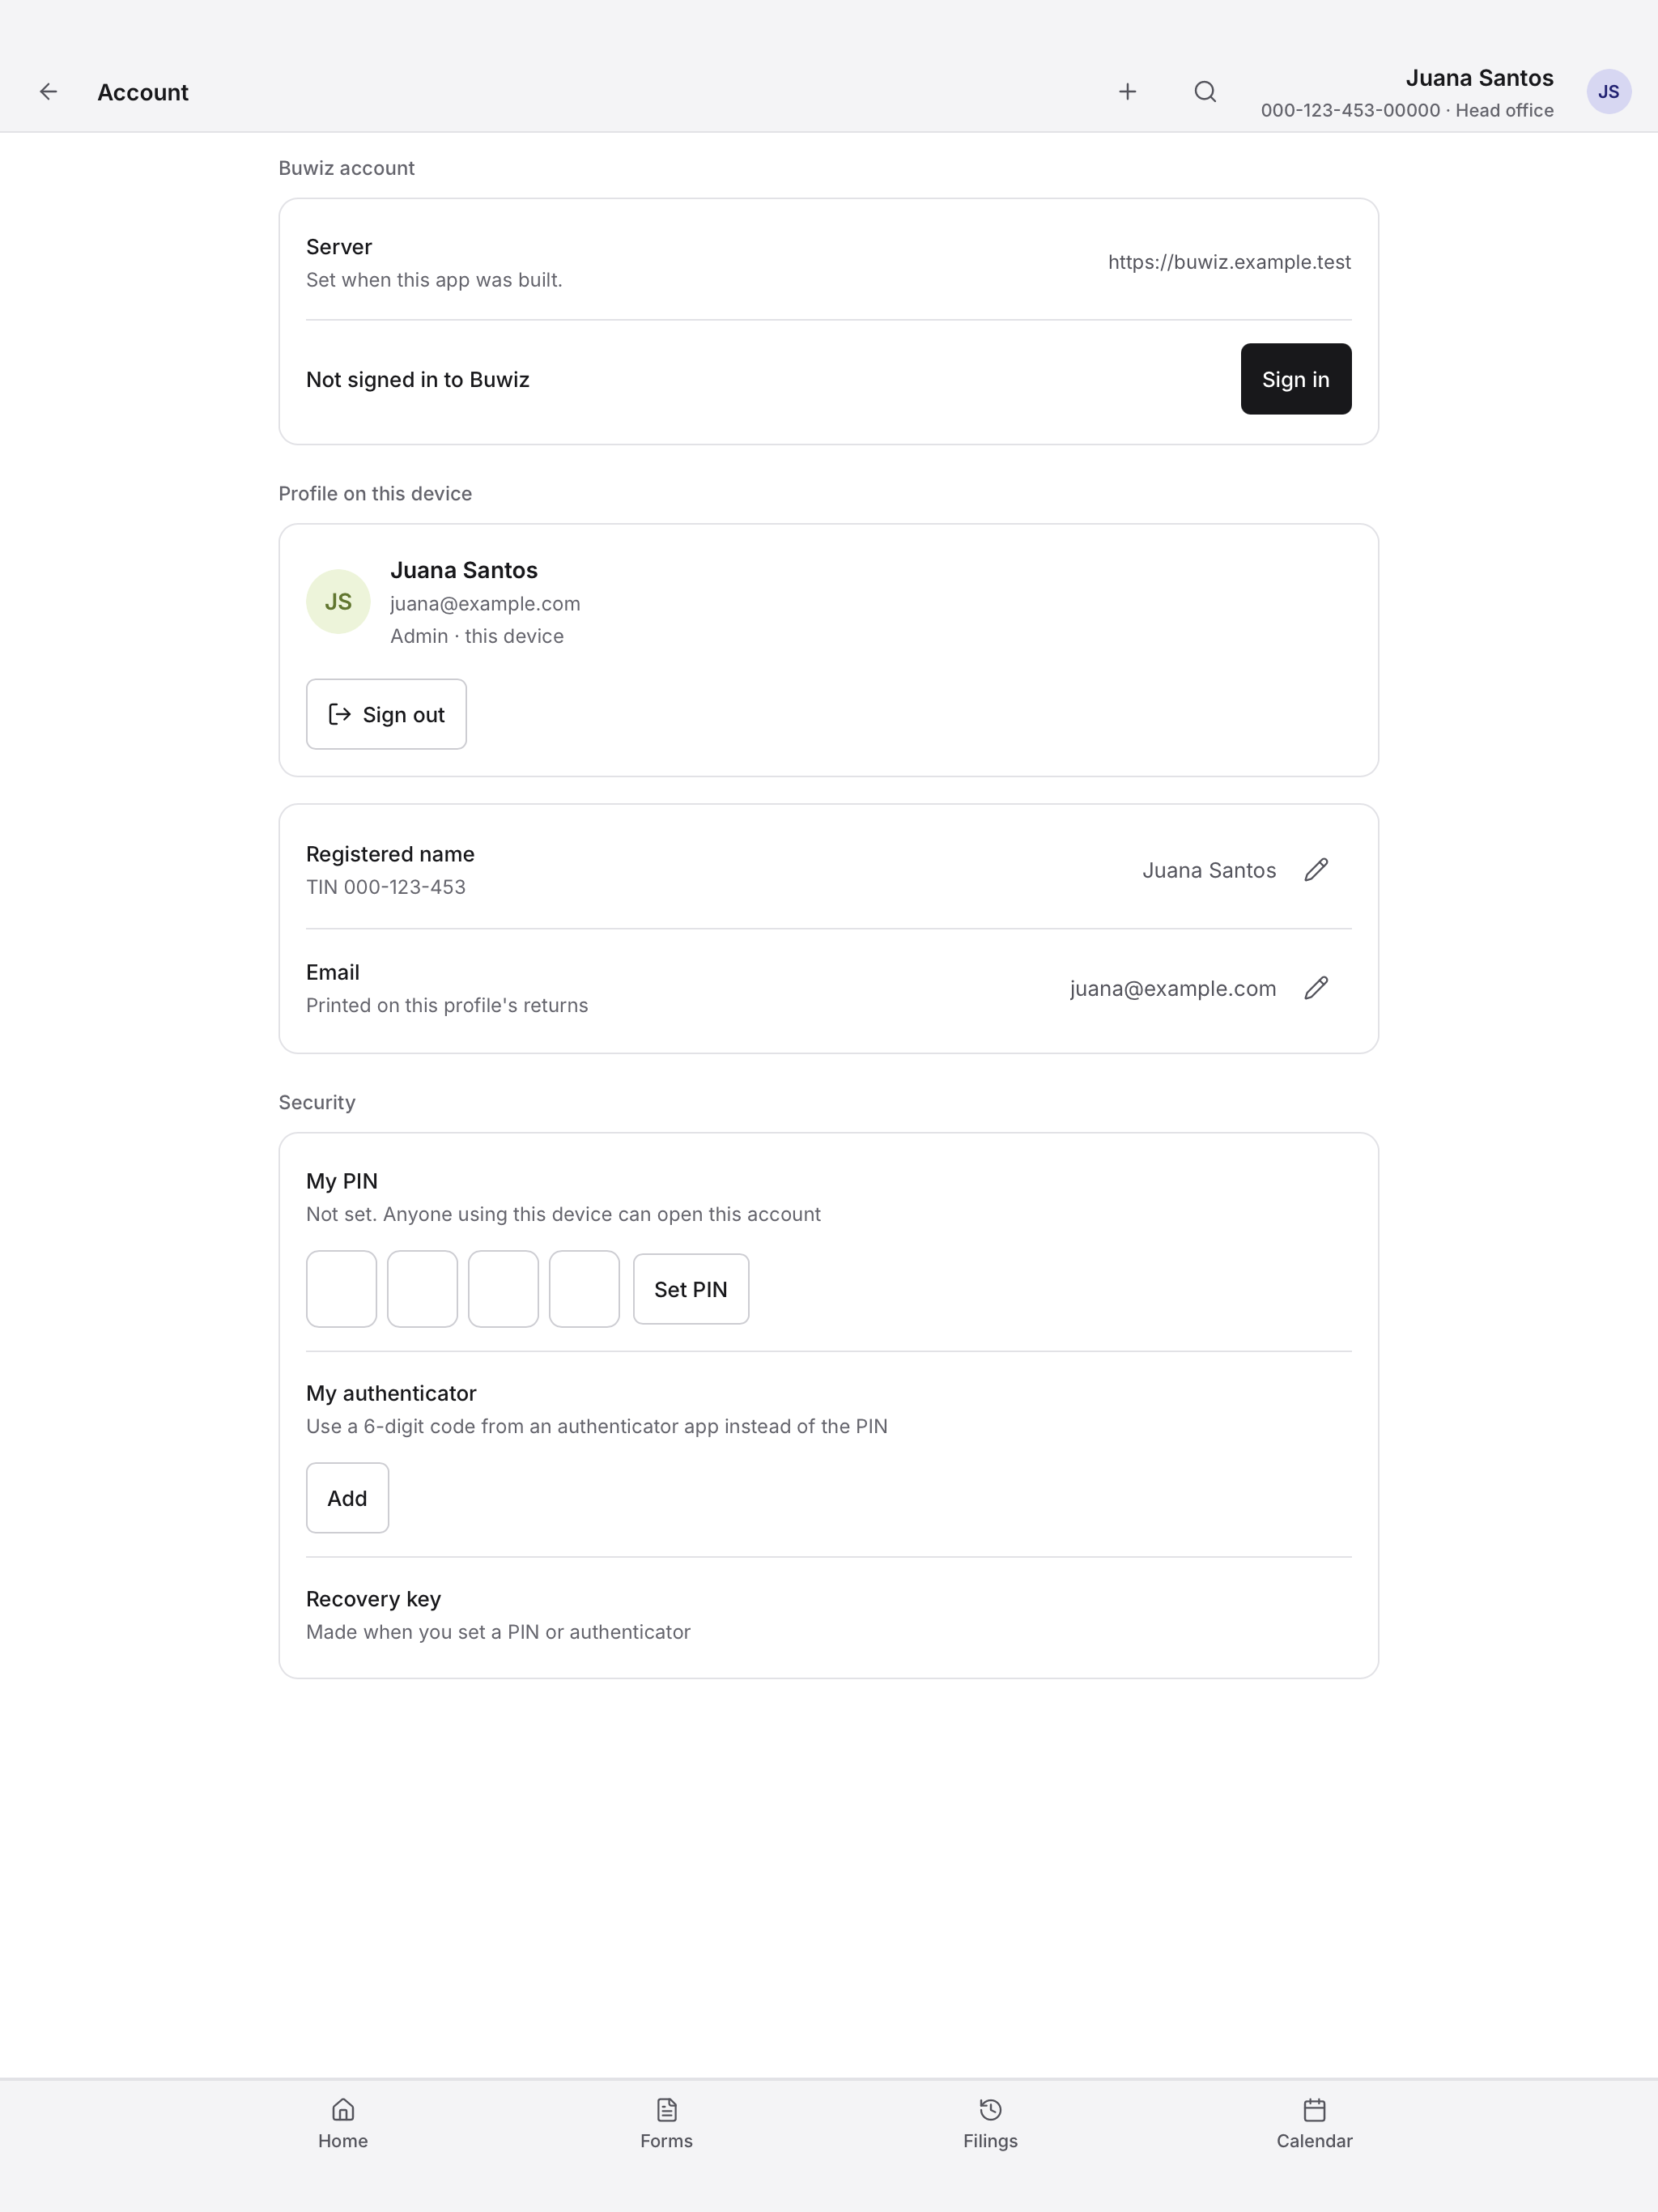 Account
Juana Santos
000-123-453-00000 · Head office
JS
Buwiz account
Server
Set when this app was built.
https://buwiz.example.test
Not signed in to Buwiz
Sign in
Profile on this device
JS
Juana Santos
juana@example.com
Admin · this device
Sign out
Registered name
TIN 000-123-453
Juana Santos
Email
Printed on this profile's returns
juana@example.com
Security
My PIN
Not set. Anyone using this device can open this account
Set PIN
My authenticator
Use a 6-digit code from an authenticator app instead of the PIN
Add
Recovery key
Made when you set a PIN or authenticator
Home
Forms
Filings
Calendar